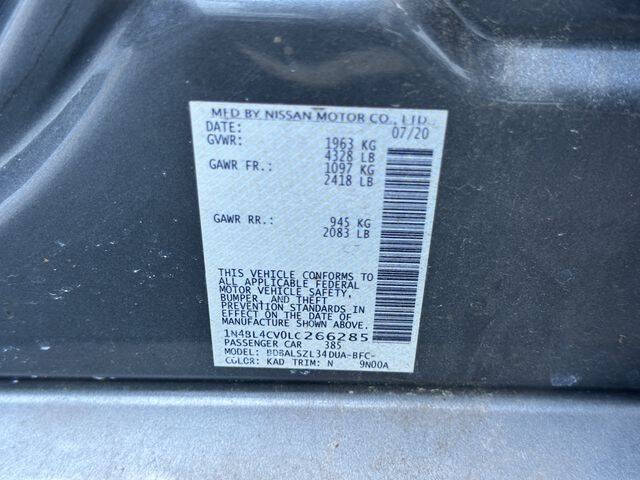 MFD BY NISSAN MOTOR CO., LTD.
DATE: 07/20
GVWR: 1963 KG
4328 LB
GAWR FR.: 1097 KG
2418 LB
GAWR RR.: 945 KG
2083 LB
THIS VEHICLE CONFORMS TO
ALL APPLICABLE FEDERAL
MOTOR VEHICLE SAFETY,
BUMPER, AND THEFT
PREVENTION STANDARDS IN
EFFECT ON THE DATE OF
MANUFACTURE SHOWN ABOVE.
1N4BL4CV0LC266285
PASSENGER CAR 385
MODEL: BDBALSZL34DUA-BFC-
COLOR: KAD TRIM: N 9N00A